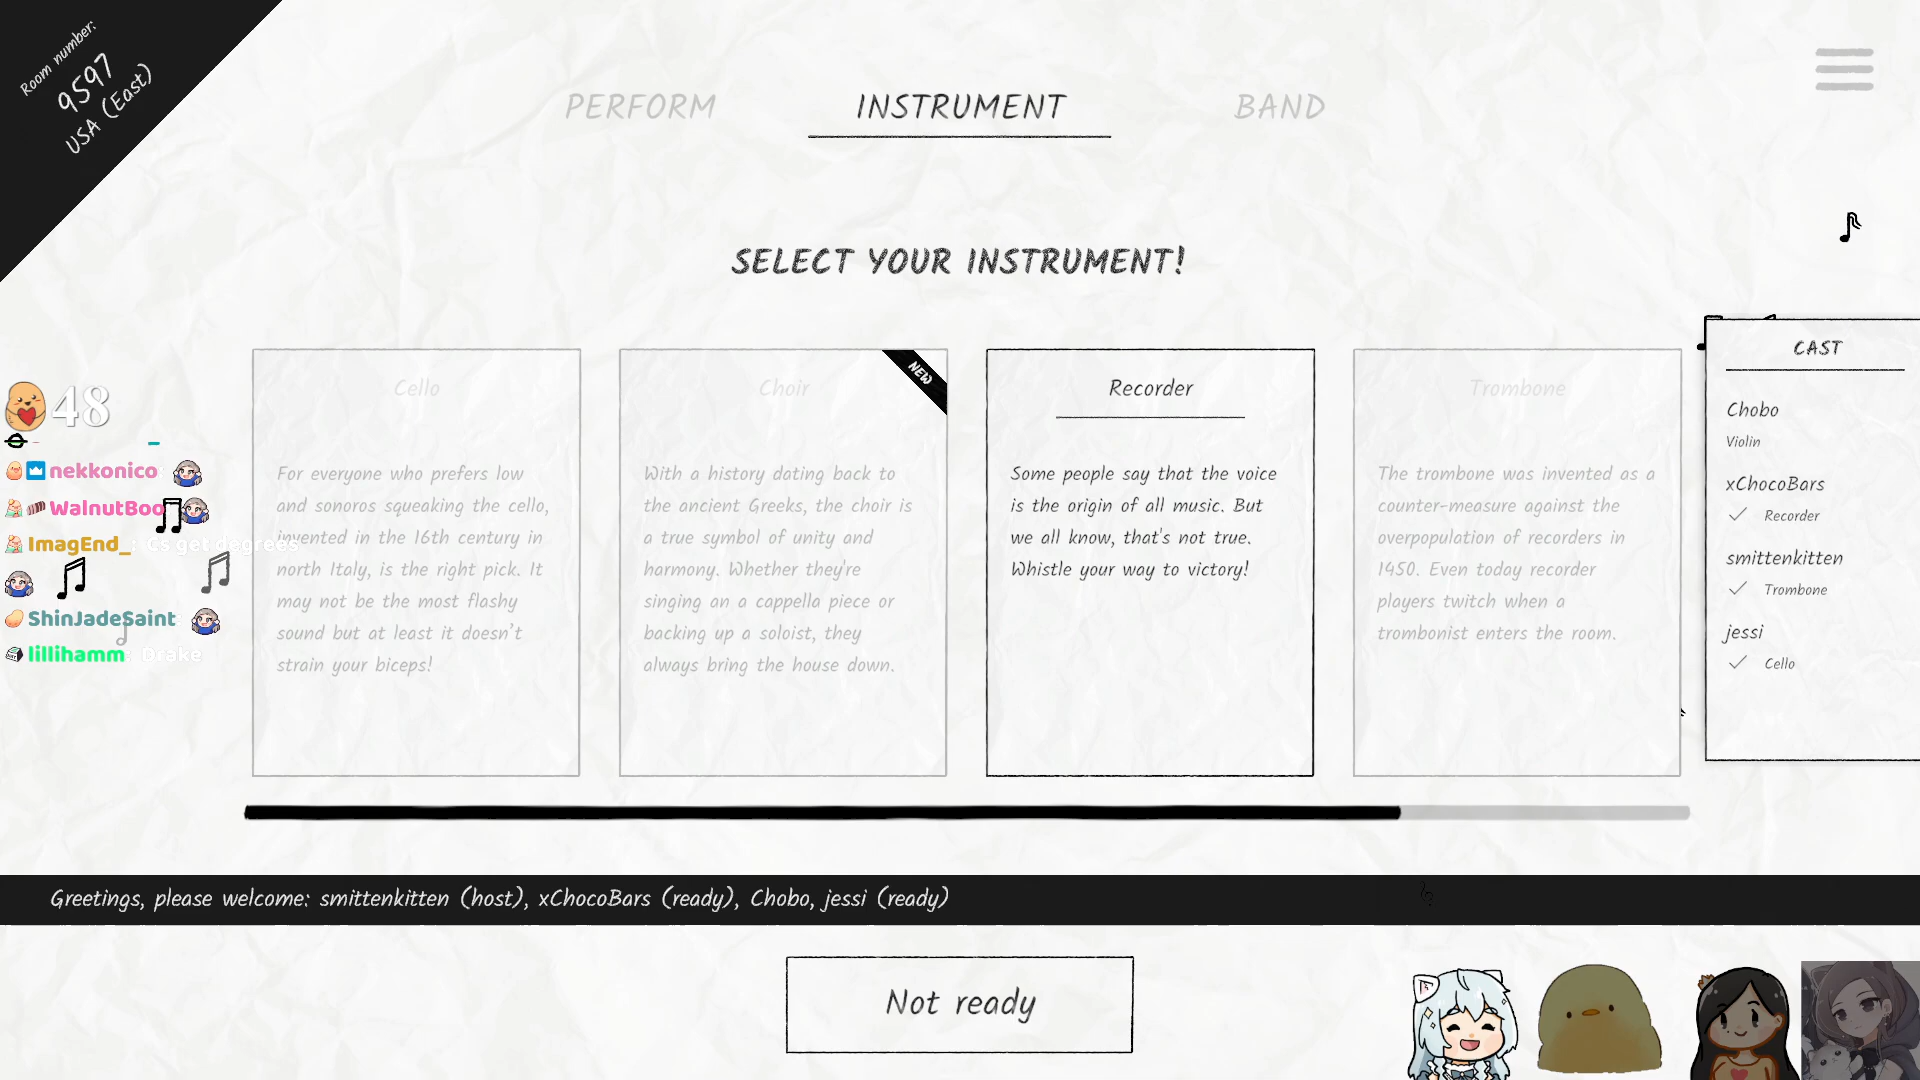 Room number:
9597
USA (East)
PERFORM
INSTRUMENT
BAND
SELECT YOUR INSTRUMENT!
Cello
For everyone who prefers low
and sonoros squeaking the cello,
invented in the 16th century in
north Italy, is the right pick. It
may not be the most flashy
sound but at least it doesn't
strain your biceps!
Choir
NEW
With a history dating back to
the ancient Greeks, the choir is
a true symbol of unity and
harmony. Whether they're
singing an a cappella piece or
backing up a soloist, they
always bring the house down.
Recorder
Some people say that the voice
is the origin of all music. But
we all know, that's not true.
Whistle your way to victory!
Trombone
The trombone was invented as a
counter-measure against the
overpopulation of recorders in
1450. Even today recorder
players twitch when a
trombonist enters the room.
CAST
Chobo
Violin
xChocoBars
Recorder
smittenkitten
Trombone
jessi
Cello
48
nekkonico
WalnutBoo
ImagEnd_: Cs get degrees
ShinJadeSaint
lillihamm: Drake
Greetings, please welcome: smittenkitten (host), xChocoBars (ready), Chobo, jessi (ready)
Not ready